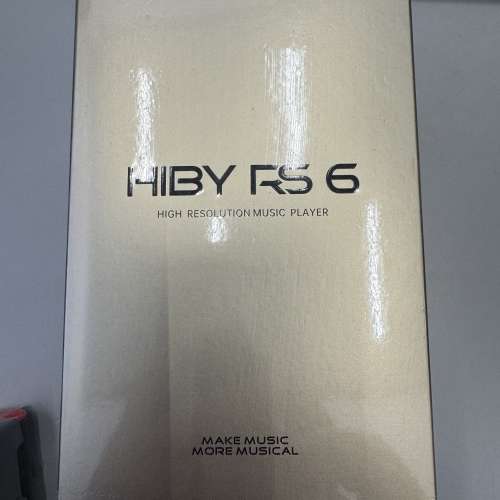 HIBY RS 6
HIGH RESOLUTION MUSIC PLAYER
MAKE MUSIC
MORE MUSICAL